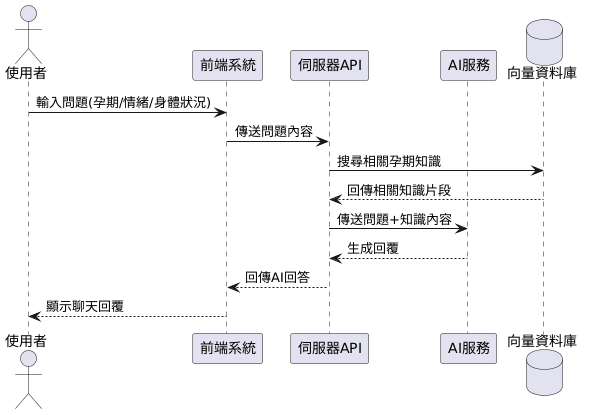 使用者
前端系統
伺服器API
AI服務
向量資料庫
輸入問題(孕期/情緒/身體狀況)
傳送問題內容
搜尋相關孕期知識
回傳相關知識片段
傳送問題+知識內容
生成回覆
回傳AI回答
顯示聊天回覆
使用者
前端系統
伺服器API
AI服務
向量資料庫